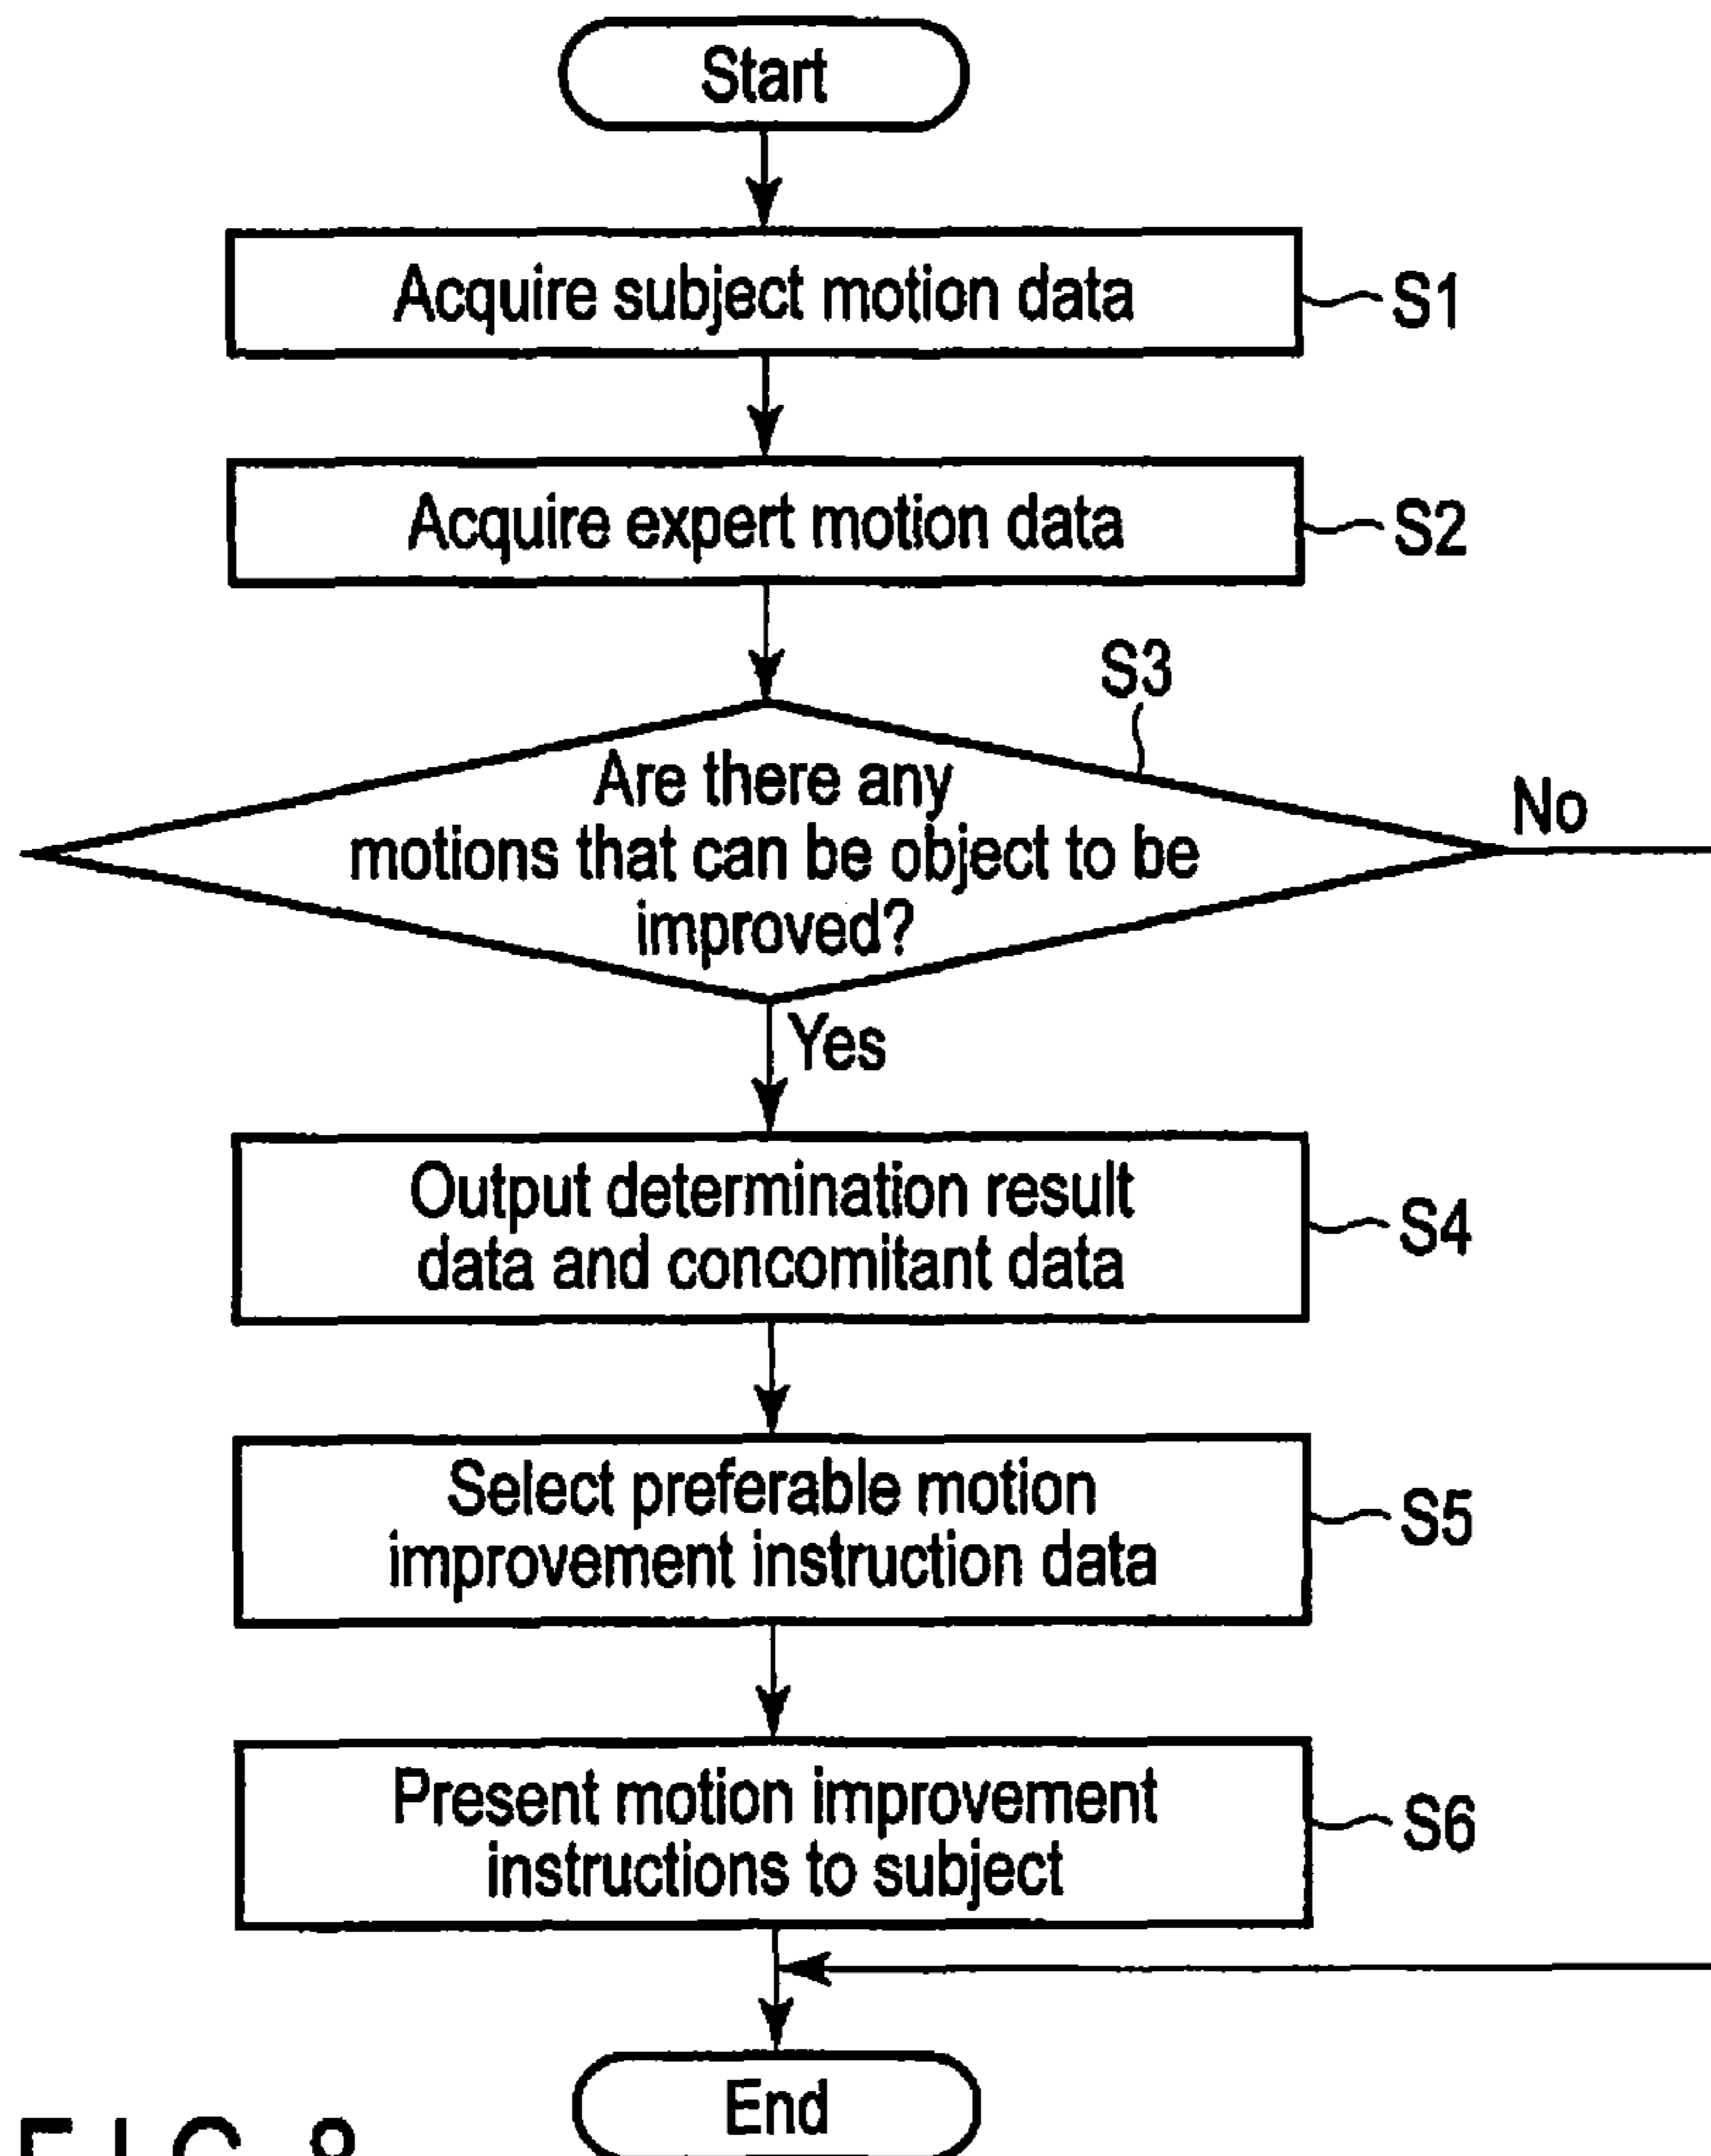 Start
Acquire subject motion data
S1
Acquire expert motion data
S2
S3
Are there any
motions that can be object to be
improved?
No
Yes
Output determination result
data and concomitant data
S4
Select preferable motion
improvement instruction data
S5
Present motion improvement
instructions to subject
S6
End
FIG. 8